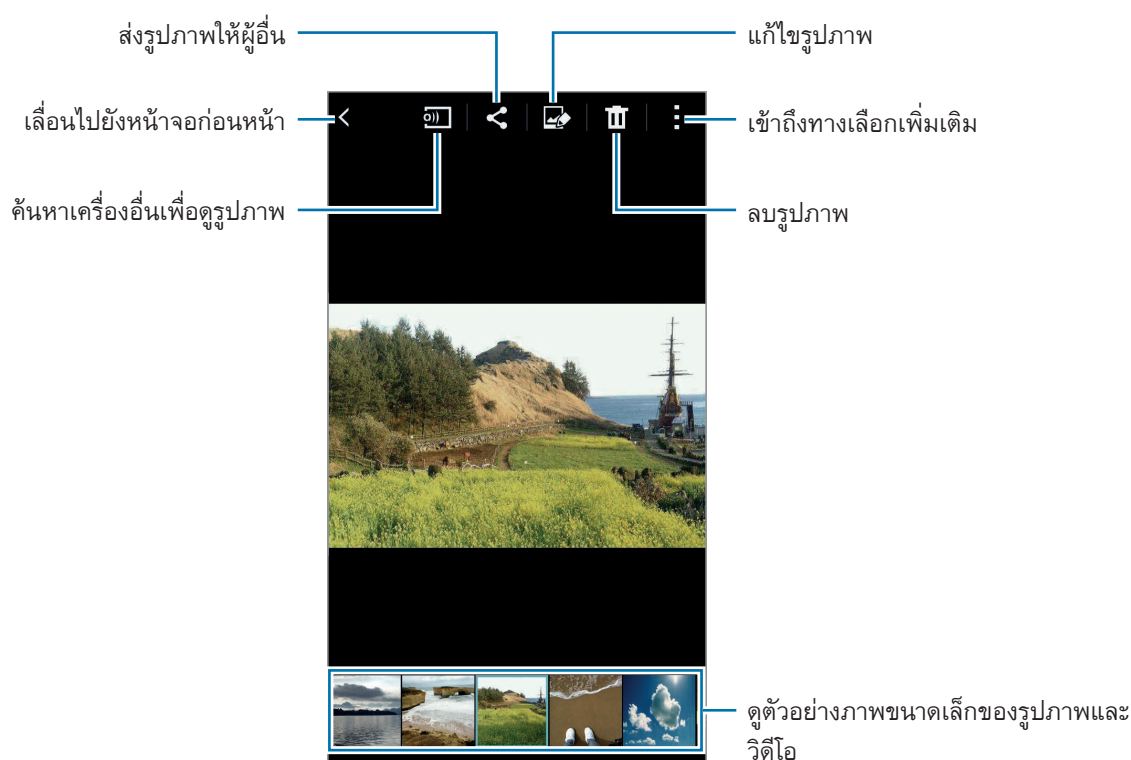 ส่งรูปภาพให้ผู้อื่น
แก้ไขรูปภาพ
เลื่อนไปยังหน้าจอก่อนหน้า
เข้าถึงทางเลือกเพิ่มเติม
ค้นหาเครื่องอื่นเพื่อดูรูปภาพ
ลบรูปภาพ
ดูตัวอย่างภาพขนาดเล็กของรูปภาพและ
วิดีโอ